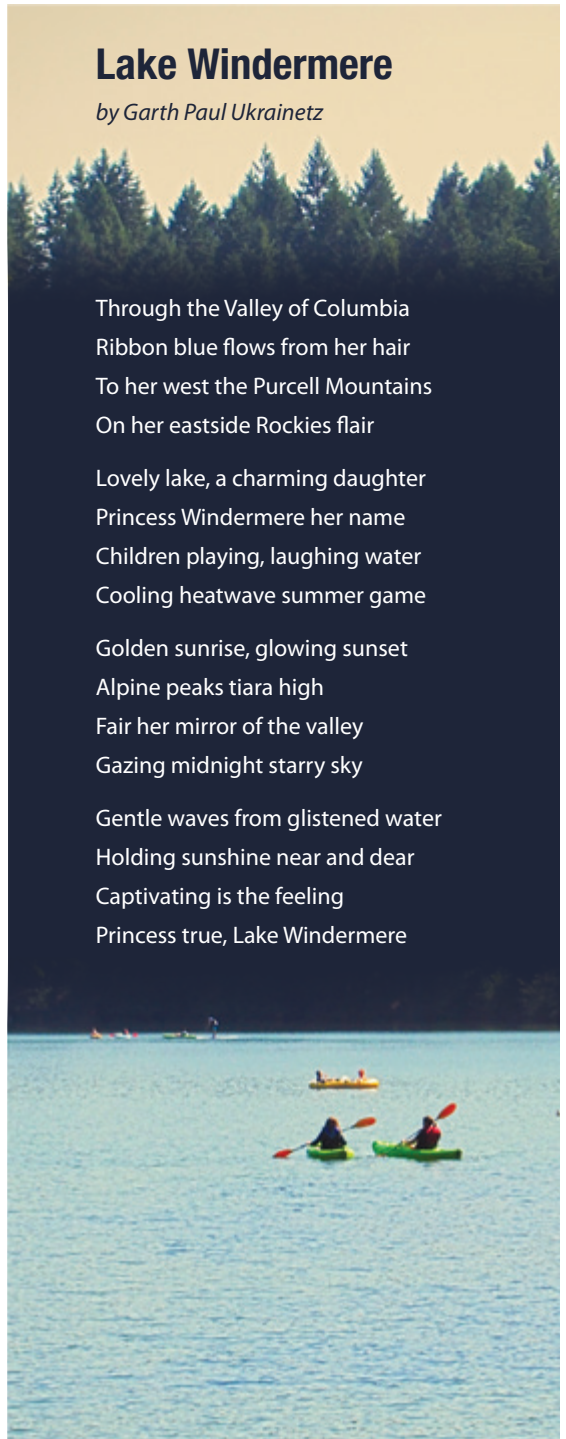 Lake Windermere
by Garth Paul Ukrainetz
Through the Valley of Columbia
Ribbon blue flows from her hair
To her west the Purcell Mountains
On her eastside Rockies flair
Lovely lake, a charming daughter
Princess Windermere her name
Children playing, laughing water
Cooling heatwave summer game
Golden sunrise, glowing sunset
Alpine peaks tiara high
Fair her mirror of the valley
Gazing midnight starry sky
Gentle waves from glistened water
Holding sunshine near and dear
Captivating is the feeling
Princess true, Lake Windermere